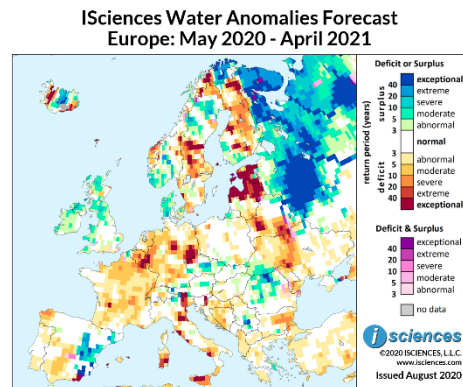 ISciences Water Anomalies Forecast
Europe: May 2020 - April 2021
Deficit or Surplus
return period (years)
surplus
deficit
40 exceptional
20 extreme
10 severe
5 moderate
3 abnormal
normal
3 abnormal
5 moderate
10 severe
20 extreme
40 exceptional
Deficit & Surplus
exceptional
40 extreme
20 severe
10 moderate
5 abnormal
3
no data
isciences
©2020 ISCIENCES, L.L.C.
www.isciences.com
Issued August 2020